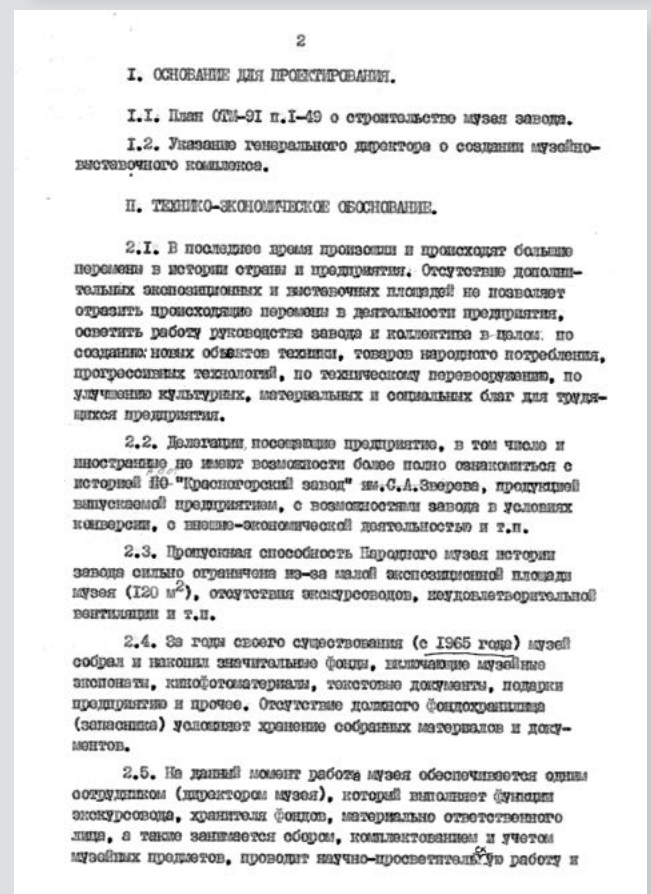 2
I. ОСНОВАНИЕ ДЛЯ ПРОЕКТИРОВАНИЯ.
I.I. План ОТМ-9I п.I-49 о строительстве музея завода.
I.2. Указание генерального директора о создании музейно-
выставочного комплекса.
П. ТЕХНИКО-ЭКОНОМИЧЕСКОЕ ОБОСНОВАНИЕ.
2.I. В последнее время произошли и происходят большие
перемены в истории страны и предприятия. Отсутствие дополни-
тельных экспозиционных и выставочных площадей не позволяет
отразить происходящие перемены в деятельности предприятия,
осветить работу руководства завода и коллектива в целом. по
созданию новых объектов техники, товаров народного потребления,
прогрессивных технологий, по техническому перевооружению, по
улучшению культурных, материальных и социальных благ для трудя-
щихся предприятия.
2.2. Делегации, посещающие предприятие, в том числе и
иностранные не имеют возможности более полно ознакомиться с
историей ПО "Красногорский завод" им.С.А.Зверева, продукцией
выпускаемой предприятием, с возможностями завода в условиях
конверсии, с внешне-экономической деятельностью и т.п.
2.3. Пропускная способность Народного музея истории
завода сильно ограничена из-за малой экспозиционной площади
музея (I20 м²), отсутствия экскурсоводов, неудовлетворительной
вентиляции и т.п.
2.4. За годы своего существования (с I965 года) музей
собрал и накопил значительные фонды, включающие музейные
экспонаты, кинофотоматериалы, текстовые документы, подарки
предприятию и прочее. Отсутствие должного фондохранилища
(запасника) усложняет хранение собранных материалов и доку-
ментов.
2.5. На данный момент работа музея обеспечивается одним
сотрудником (директором музея), который выполняет функции
экскурсовода, хранителя фондов, материально ответственного
лица, а также занимается сбором, комплектованием и учетом
музейных предметов, проводит научно-просветительскую работу и